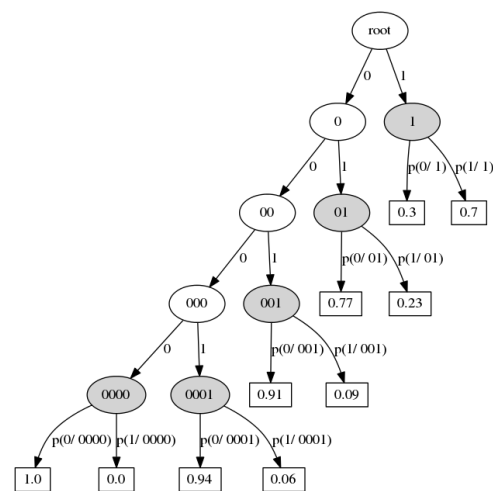 root
0 1
0 1
0 1 p(0/ 1) p(1/ 1)
00 01 0.3 0.7
0 1 p(0/ 01) p(1/ 01)
000 001 0.77 0.23
0 1 p(0/ 001) p(1/ 001)
0000 0001 0.91 0.09
p(0/ 0000) p(1/ 0000) p(0/ 0001) p(1/ 0001)
1.0 0.0 0.94 0.06